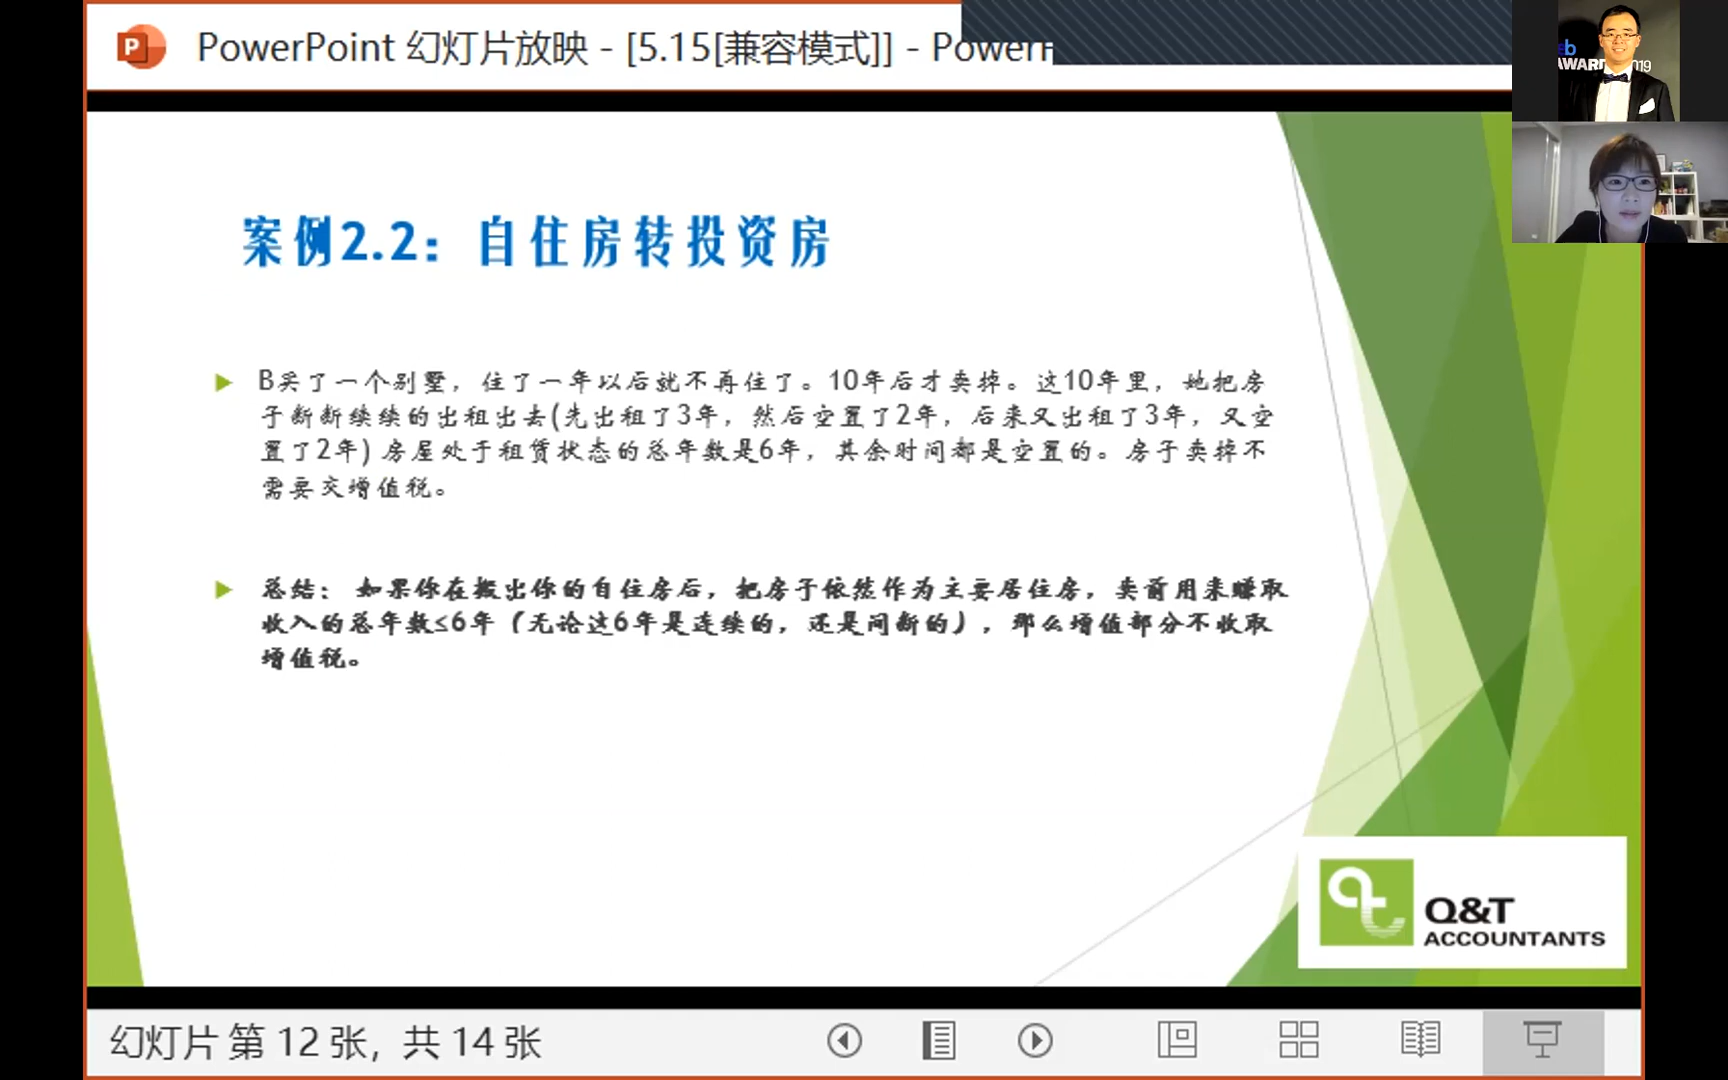 PowerPoint 幻灯片放映 - [5.15[兼容模式]] - Power
b
AWARD 2019
案例2.2：自住房转投资房
B买了一个别墅，住了一年以后就不再住了。10年后才卖掉。这10年里，她把房
子断断续续的出租出去(先出租了3年，然后空置了2年，后来又出租了3年，又空
置了2年) 房屋处于租赁状态的总年数是6年，其余时间都是空置的。房子卖掉不
需要交增值税。
总结： 如果你在搬出你的自住房后，把房子依然作为主要居住房，卖前用来赚取
收入的总年数≤6年（无论这6年是连续的，还是间断的），那么增值部分不收取
增值税。
Q&T
ACCOUNTANTS
幻灯片 第 12 张，共 14 张